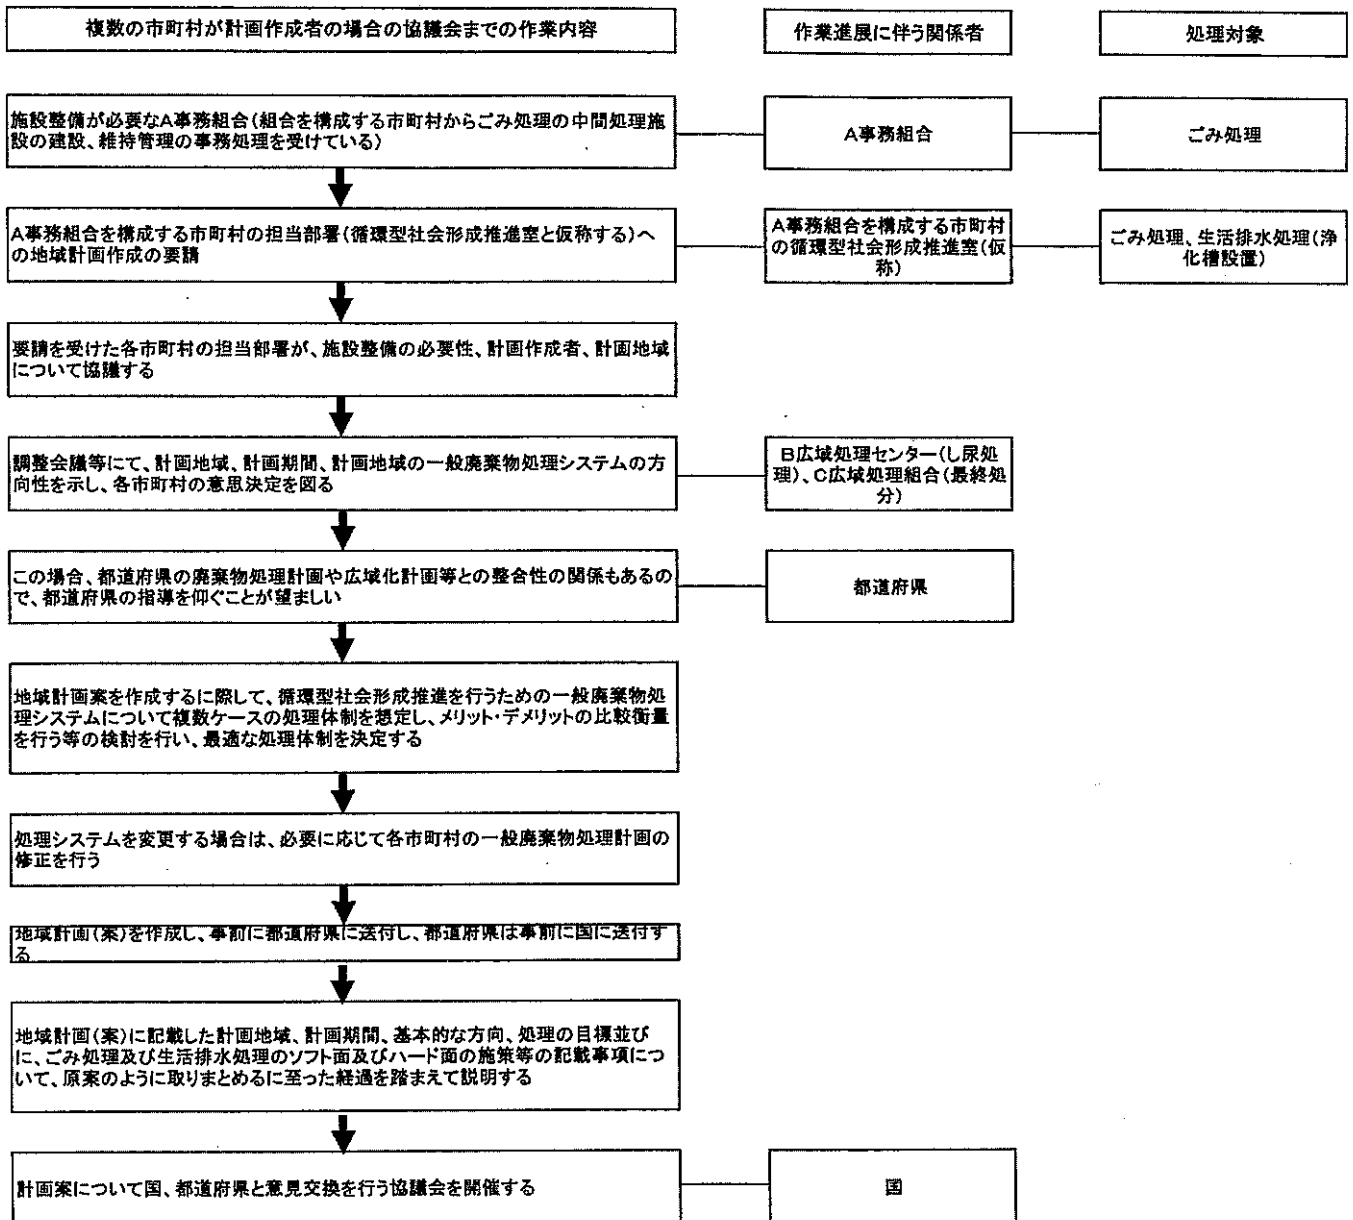 複数の市町村が計画作成者の場合の協議会までの作業内容
作業進展に伴う関係者
処理対象
施設整備が必要なA事務組合(組合を構成する市町村からごみ処理の中間処理施
設の建設、維持管理の事務処理を受けている)
A事務組合
ごみ処理
A事務組合を構成する市町村の担当部署(循環型社会形成推進室と仮称する)へ
の地域計画作成の要請
A事務組合を構成する市町村
の循環型社会形成推進室(仮
称)
ごみ処理、生活排水処理(浄
化槽設置)
要請を受けた各市町村の担当部署が、施設整備の必要性、計画作成者、計画地域
について協議する
調整会議等にて、計画地域、計画期間、計画地域の一般廃棄物処理システムの方
向性を示し、各市町村の意思決定を図る
B広域処理センター(し尿処
理)、C広域処理組合(最終処
分)
この場合、都道府県の廃棄物処理計画や広域化計画等との整合性の関係もあるの
で、都道府県の指導を仰ぐことが望ましい
都道府県
地域計画案を作成するに際して、循環型社会形成推進を行うための一般廃棄物処
理システムについて複数ケースの処理体制を想定し、メリット・デメリットの比較衡量
を行う等の検討を行い、最適な処理体制を決定する
処理システムを変更する場合は、必要に応じて各市町村の一般廃棄物処理計画の
修正を行う
地域計画(案)を作成し、事前に都道府県に送付し、都道府県は事前に国に送付す
る
地域計画(案)に記載した計画地域、計画期間、基本的な方向、処理の目標並び
に、ごみ処理及び生活排水処理のソフト面及びハード面の施策等の記載事項につ
いて、原案のように取りまとめるに至った経過を踏まえて説明する
計画案について国、都道府県と意見交換を行う協議会を開催する
国